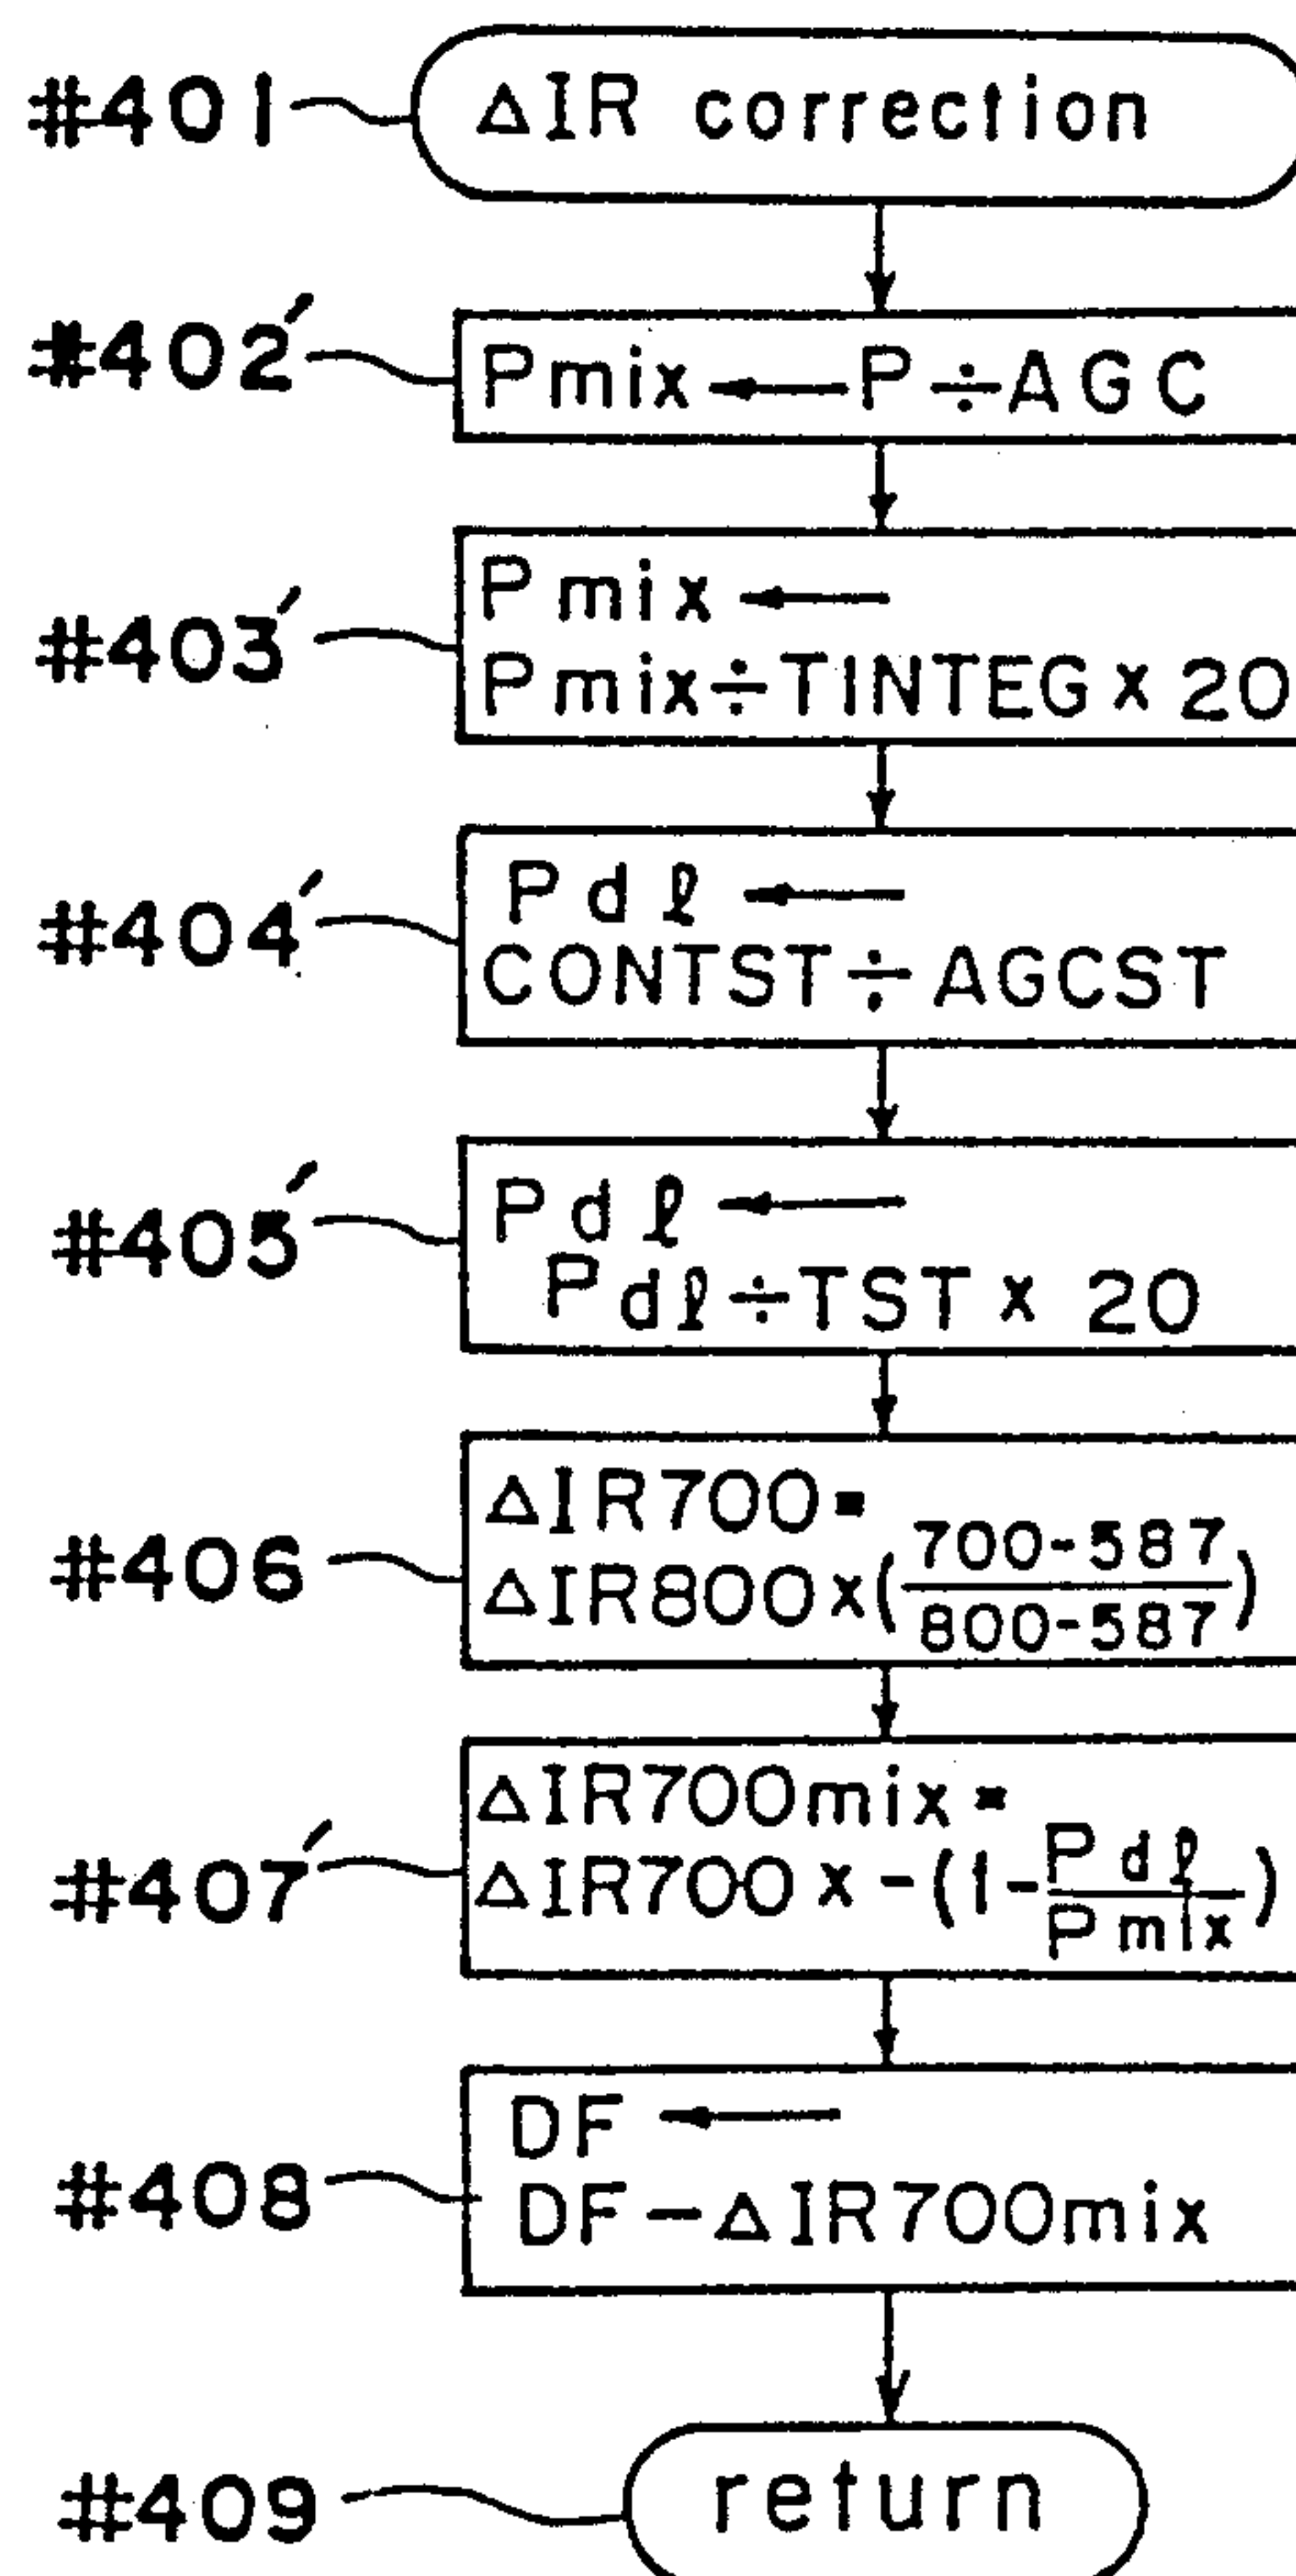 #401 ΔIR correction
#402′ Pmix ← P ÷ AGC
#403′ Pmix ←
Pmix ÷ TINTEG × 20
#404′ Pdℓ ←
CONTST ÷ AGCST
#405′ Pdℓ ←
Pdℓ ÷ TST × 20
#406 ΔIR700 =
ΔIR800 × (700-587 / 800-587)
#407′ ΔIR700mix =
ΔIR700 × -(1 - Pdℓ / Pmix)
#408 DF ←
DF - ΔIR700mix
#409 return